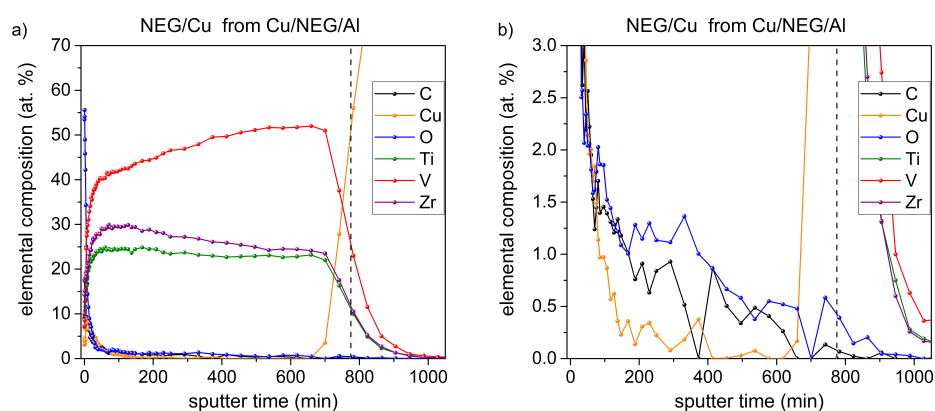 a)
NEG/Cu from Cu/NEG/Al
elemental composition (at. %)
70
60
50
40
30
20
10
0
0 200 400 600 800 1000
sputter time (min)
C
Cu
O
Ti
V
Zr
b)
NEG/Cu from Cu/NEG/Al
elemental composition (at. %)
3.0
2.5
2.0
1.5
1.0
0.5
0.0
0 200 400 600 800 1000
sputter time (min)
C
Cu
O
Ti
V
Zr